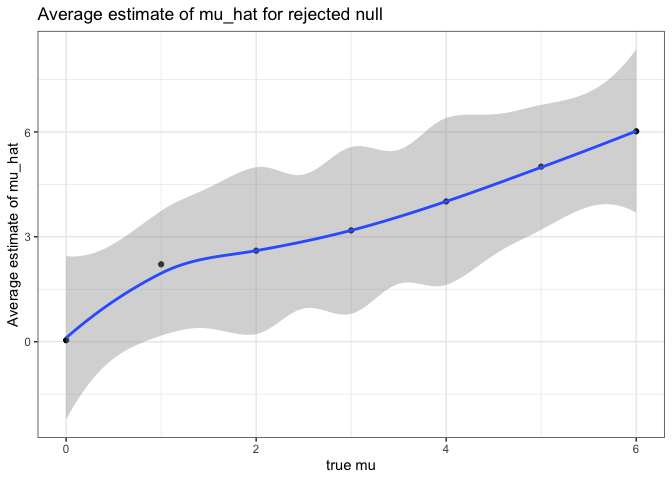 Average estimate of mu_hat for rejected null
Average estimate of mu_hat
6
3
0
0
2
4
6
true mu